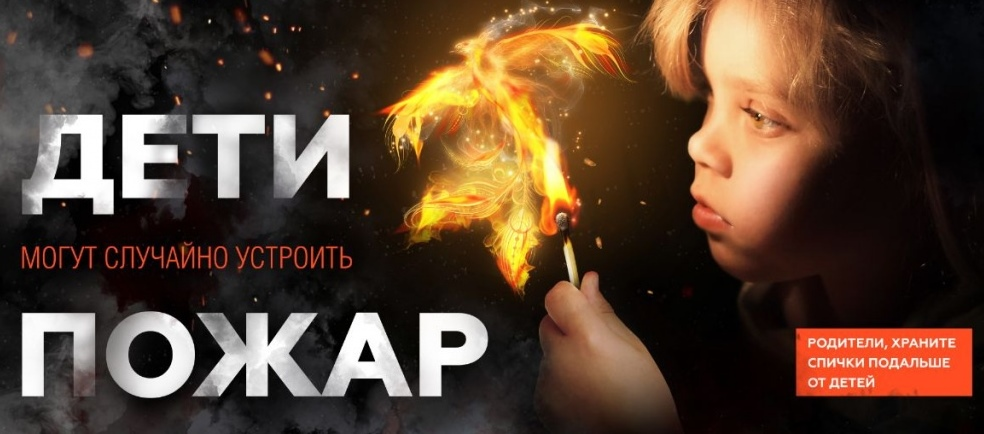 ДЕТИ
МОГУТ СЛУЧАЙНО УСТРОИТЬ
ПОЖАР
РОДИТЕЛИ, ХРАНИТЕ
СПИЧКИ ПОДАЛЬШЕ
ОТ ДЕТЕЙ